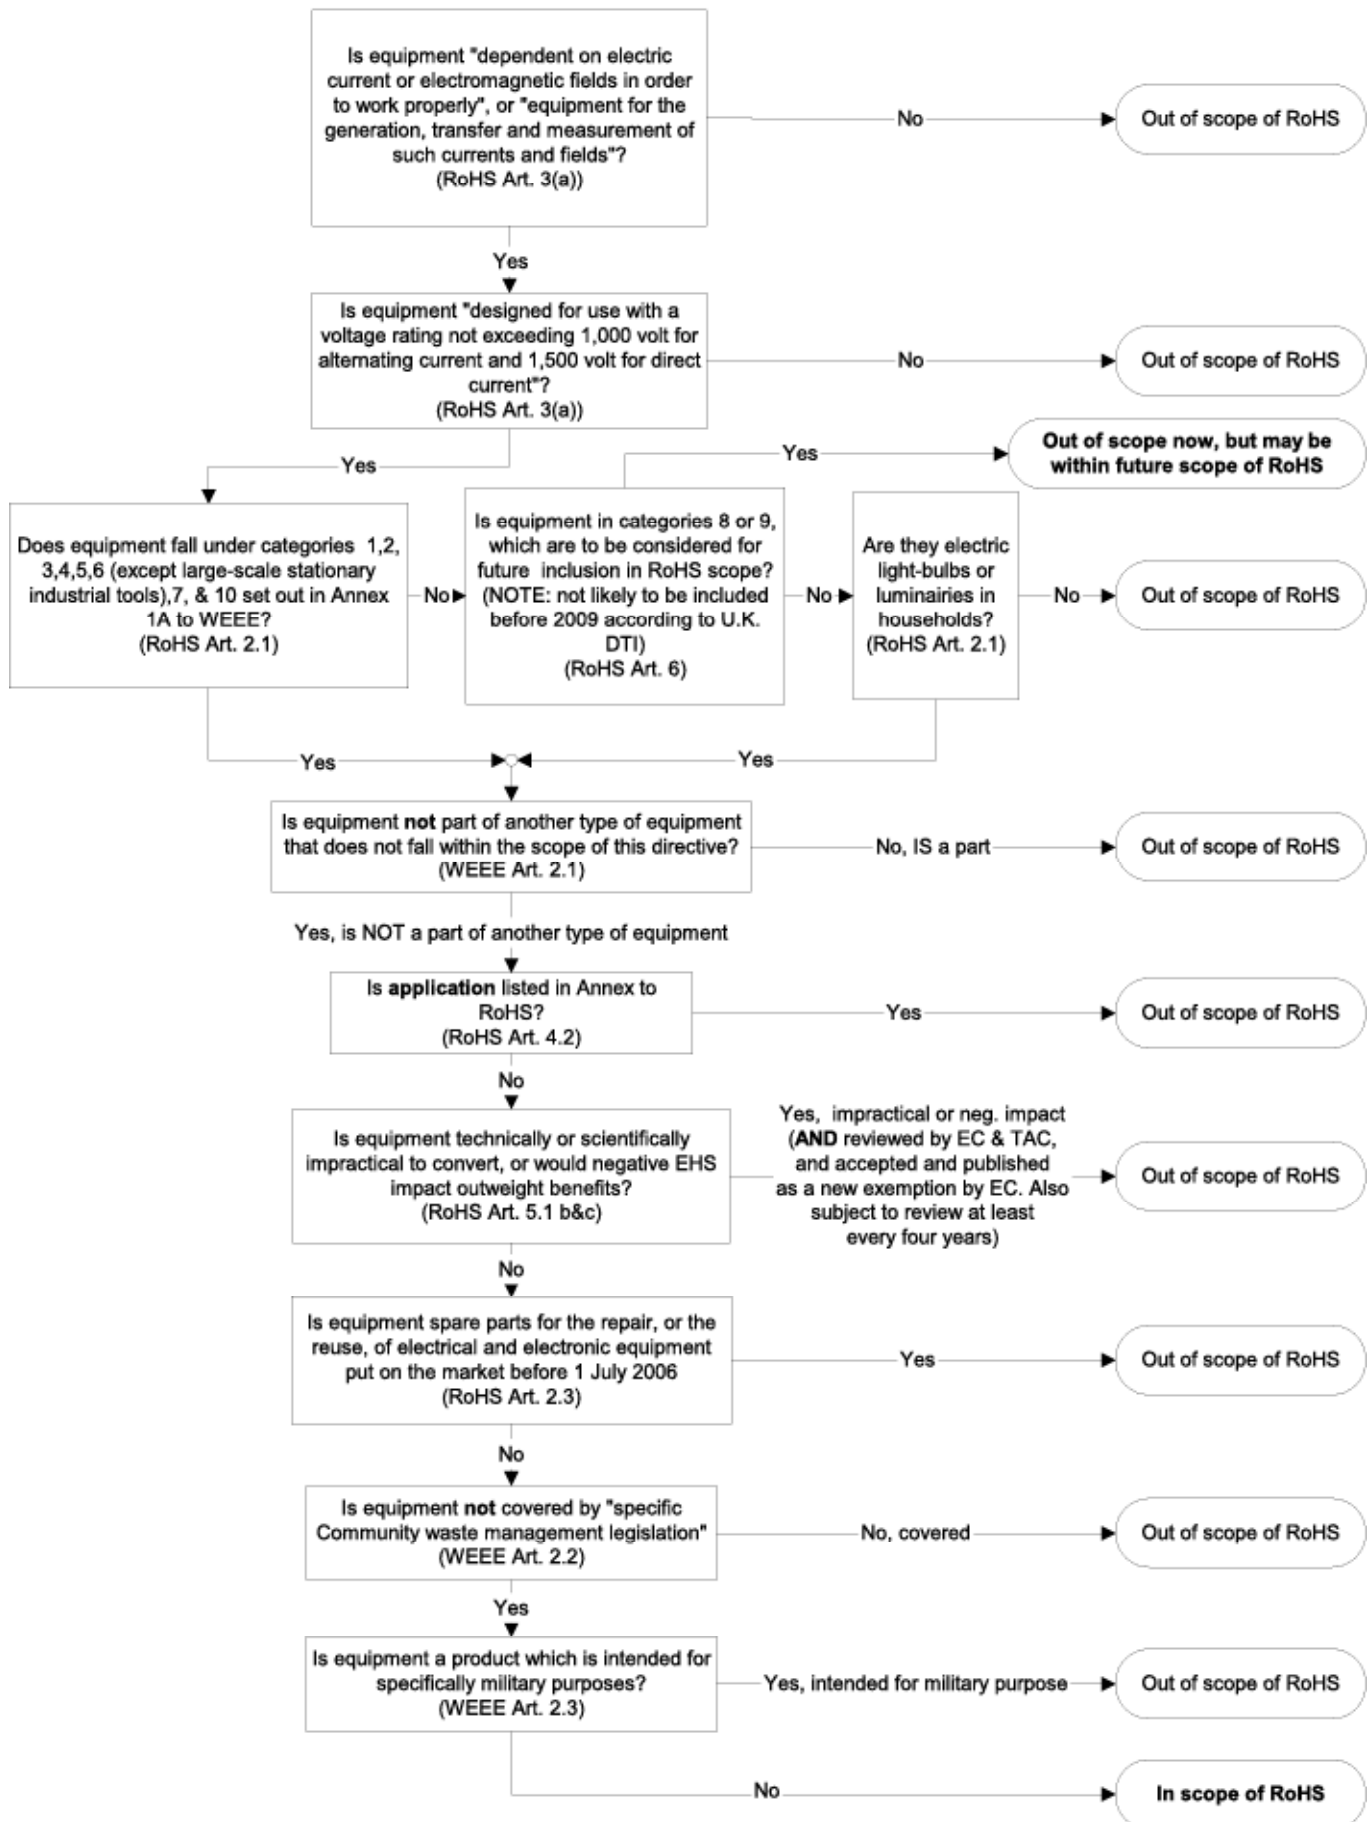 Is equipment "dependent on electric
current or electromagnetic fields in order
to work properly", or "equipment for the
generation, transfer and measurement of
such currents and fields"?
(RoHS Art. 3(a))
No
Out of scope of RoHS
Yes
Is equipment "designed for use with a
voltage rating not exceeding 1,000 volt for
alternating current and 1,500 volt for direct
current"?
(RoHS Art. 3(a))
No
Out of scope of RoHS
Yes
Yes
Out of scope now, but may be
within future scope of RoHS
Does equipment fall under categories 1,2,
3,4,5,6 (except large-scale stationary
industrial tools),7, & 10 set out in Annex
1A to WEEE?
(RoHS Art. 2.1)
No
Is equipment in categories 8 or 9,
which are to be considered for
future inclusion in RoHS scope?
(NOTE: not likely to be included
before 2009 according to U.K.
DTI)
(RoHS Art. 6)
No
Are they electric
light-bulbs or
luminairies in
households?
(RoHS Art. 2.1)
No
Out of scope of RoHS
Yes
Yes
Is equipment not part of another type of equipment
that does not fall within the scope of this directive?
(WEEE Art. 2.1)
No, IS a part
Out of scope of RoHS
Yes, is NOT a part of another type of equipment
Is application listed in Annex to
RoHS?
(RoHS Art. 4.2)
Yes
Out of scope of RoHS
No
Is equipment technically or scientifically
impractical to convert, or would negative EHS
impact outweight benefits?
(RoHS Art. 5.1 b&c)
Yes, impractical or neg. impact
(AND reviewed by EC & TAC,
and accepted and published
as a new exemption by EC. Also
subject to review at least
every four years)
Out of scope of RoHS
No
Is equipment spare parts for the repair, or the
reuse, of electrical and electronic equipment
put on the market before 1 July 2006
(RoHS Art. 2.3)
Yes
Out of scope of RoHS
No
Is equipment not covered by "specific
Community waste management legislation"
(WEEE Art. 2.2)
No, covered
Out of scope of RoHS
Yes
Is equipment a product which is intended for
specifically military purposes?
(WEEE Art. 2.3)
Yes, intended for military purpose
Out of scope of RoHS
No
In scope of RoHS